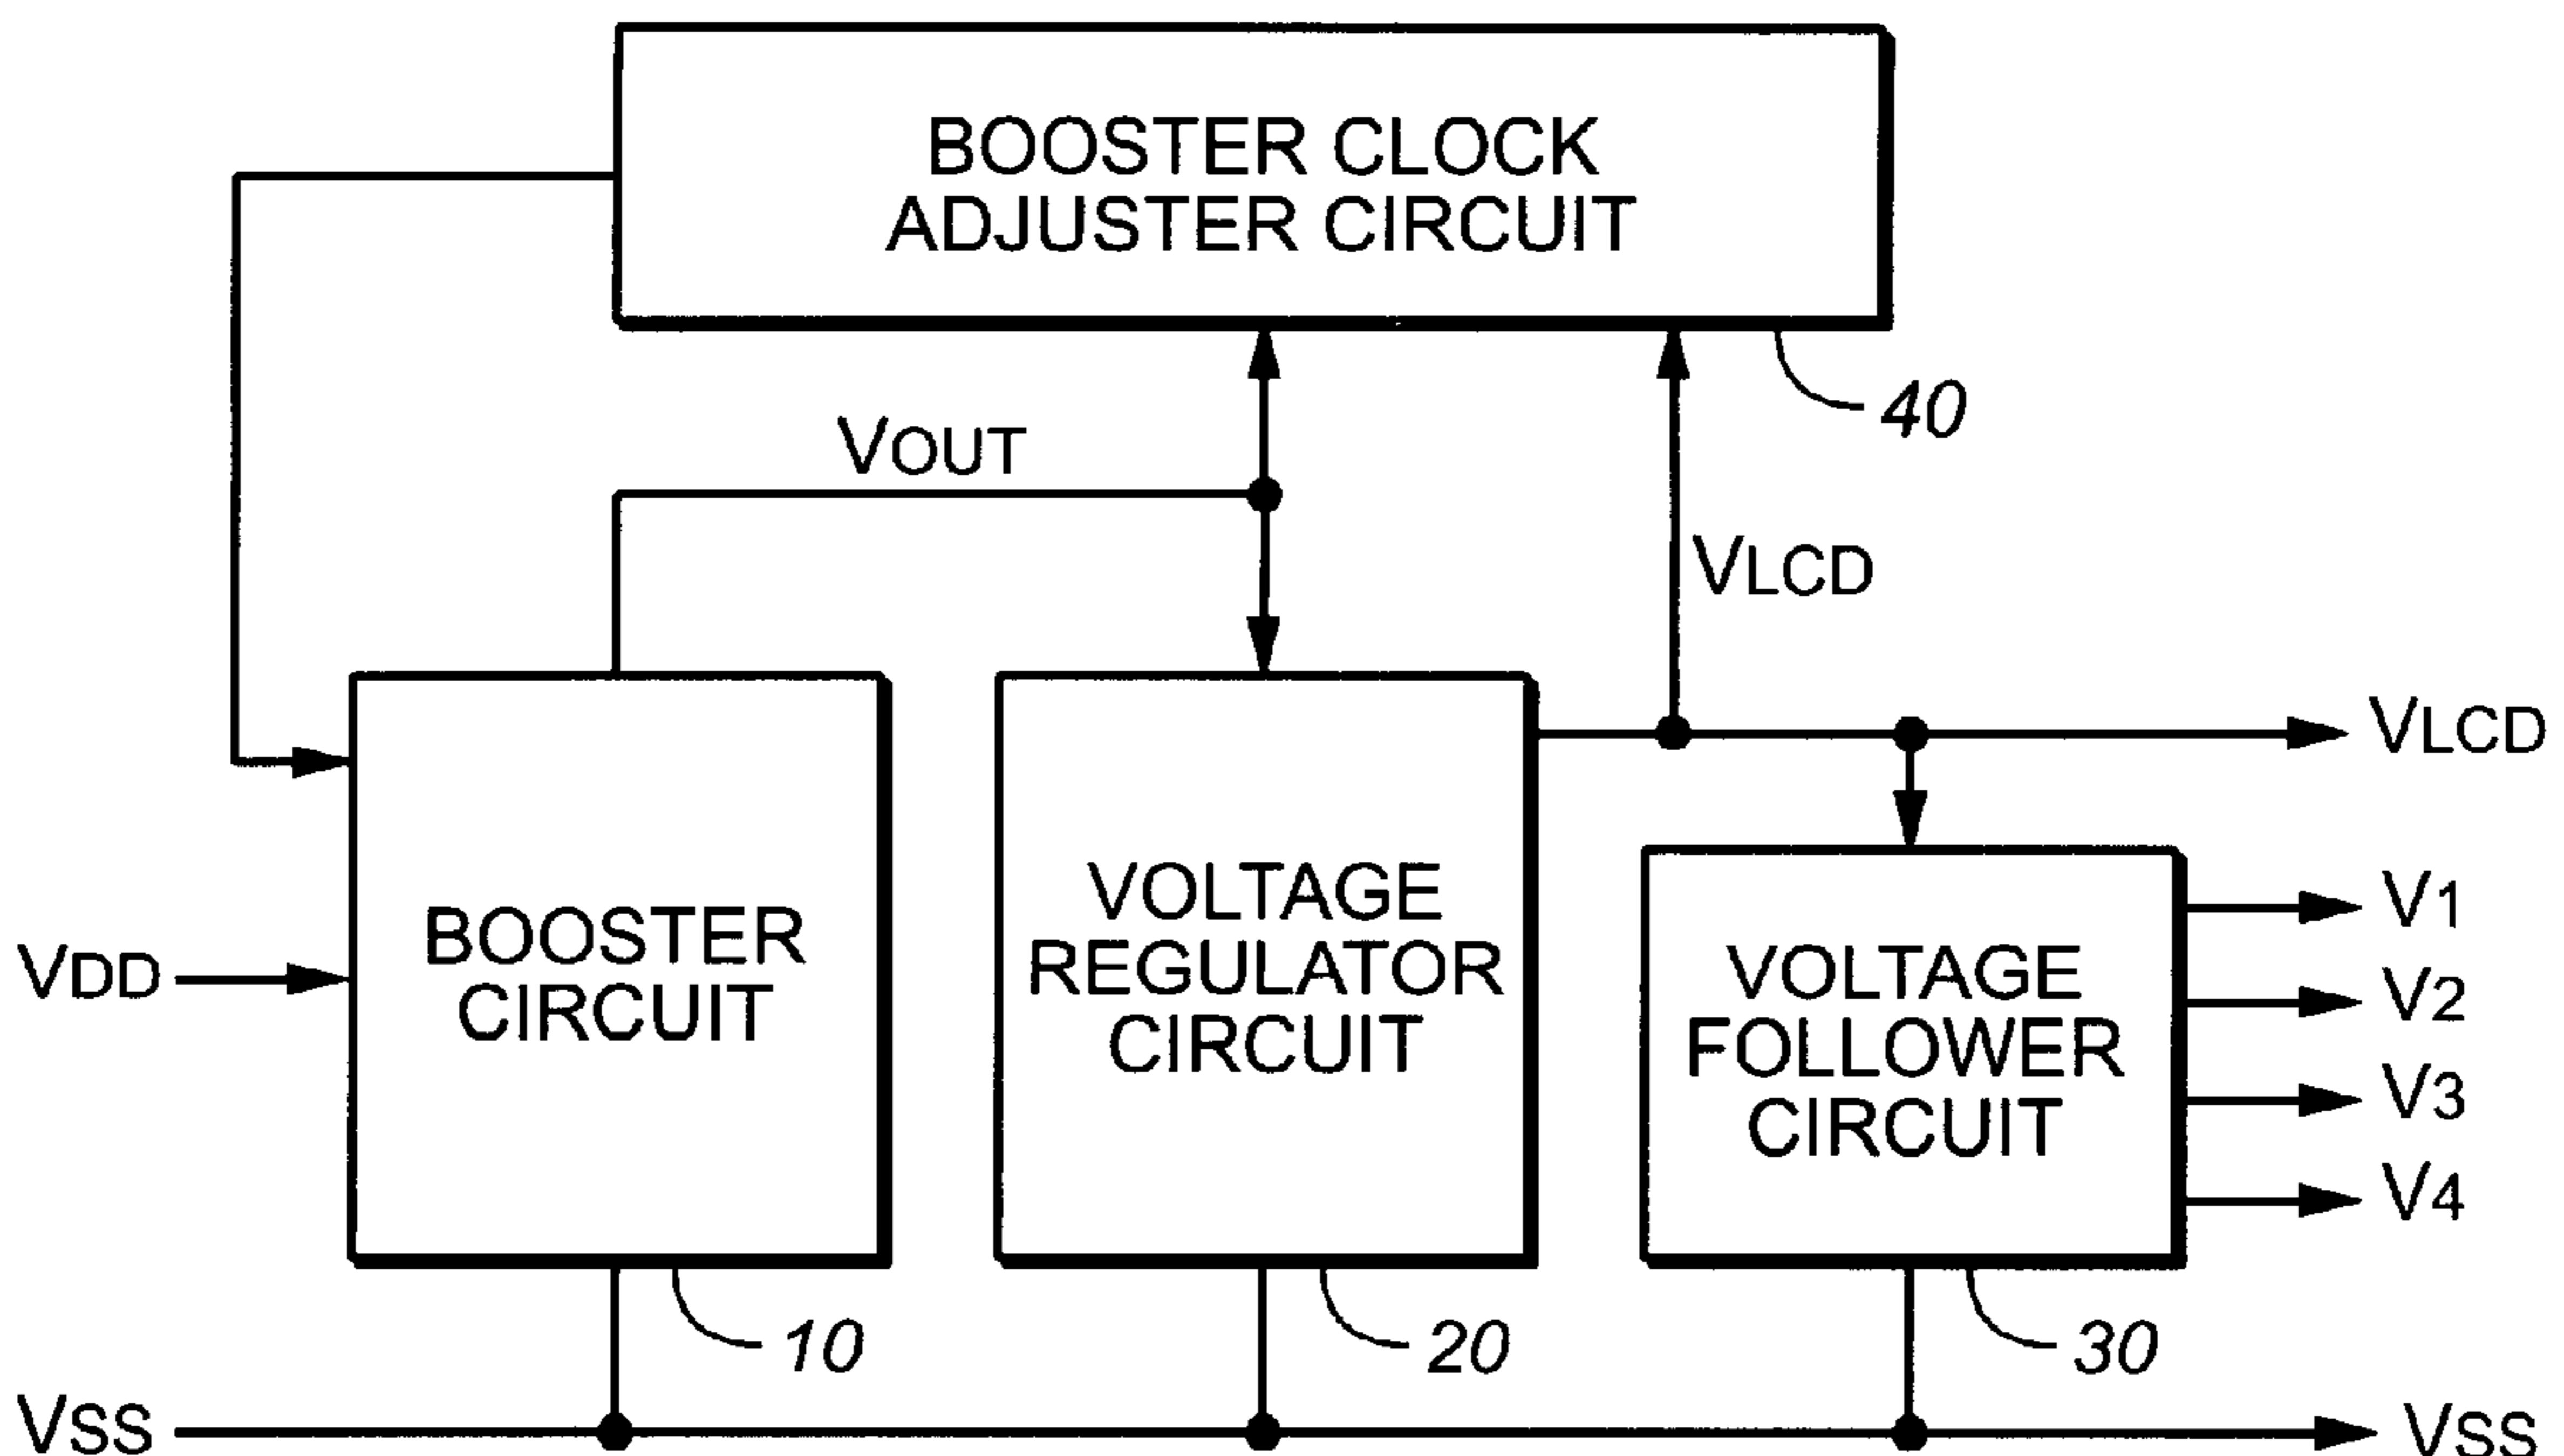 BOOSTER CLOCK
ADJUSTER CIRCUIT
40
VOUT
VLCD
VLCD
BOOSTER
CIRCUIT
VOLTAGE
REGULATOR
CIRCUIT
VOLTAGE
FOLLOWER
CIRCUIT
VDD
V1
V2
V3
V4
10
20
30
VSS
VSS